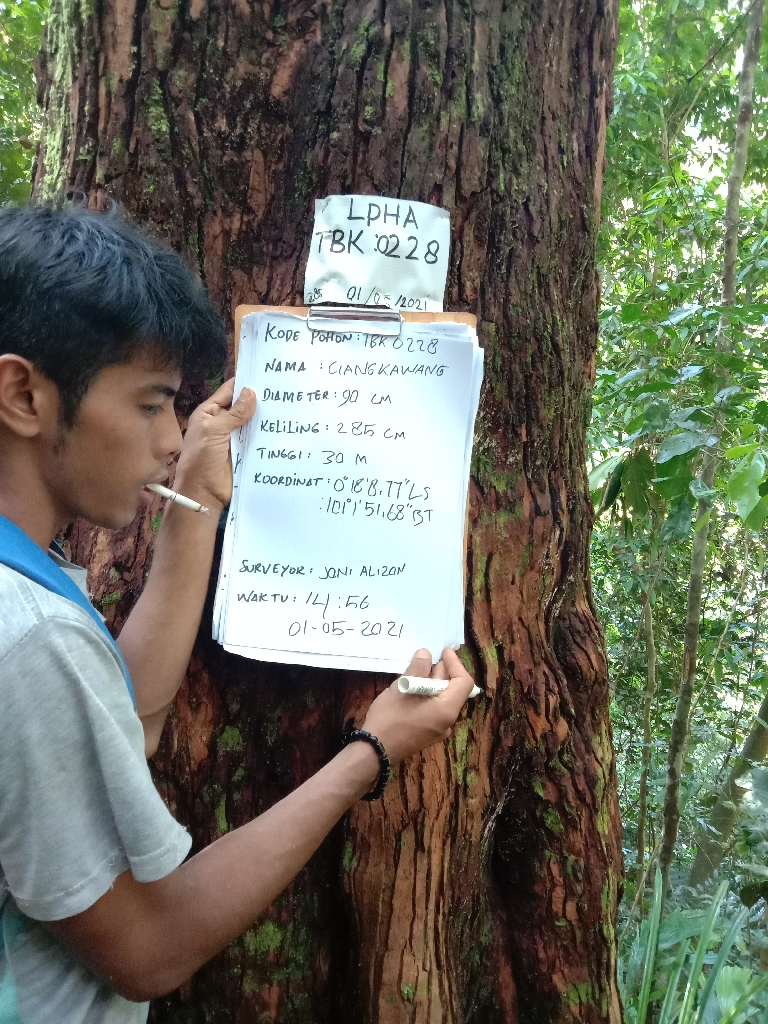 LPHA
TBK :0228
285 01/05/2021
KODE POHON : TBK 0228
NAMA : CIANGKAWANG
DIAMETER : 90 CM
KELILING : 285 CM
TINGGI : 30 M
KOORDINAT : 0°18'8,77"LS
:101°1'51,68"BT
SURVEYOR : JONI ALIZON
WAKTU : 14:56
01-05-2021